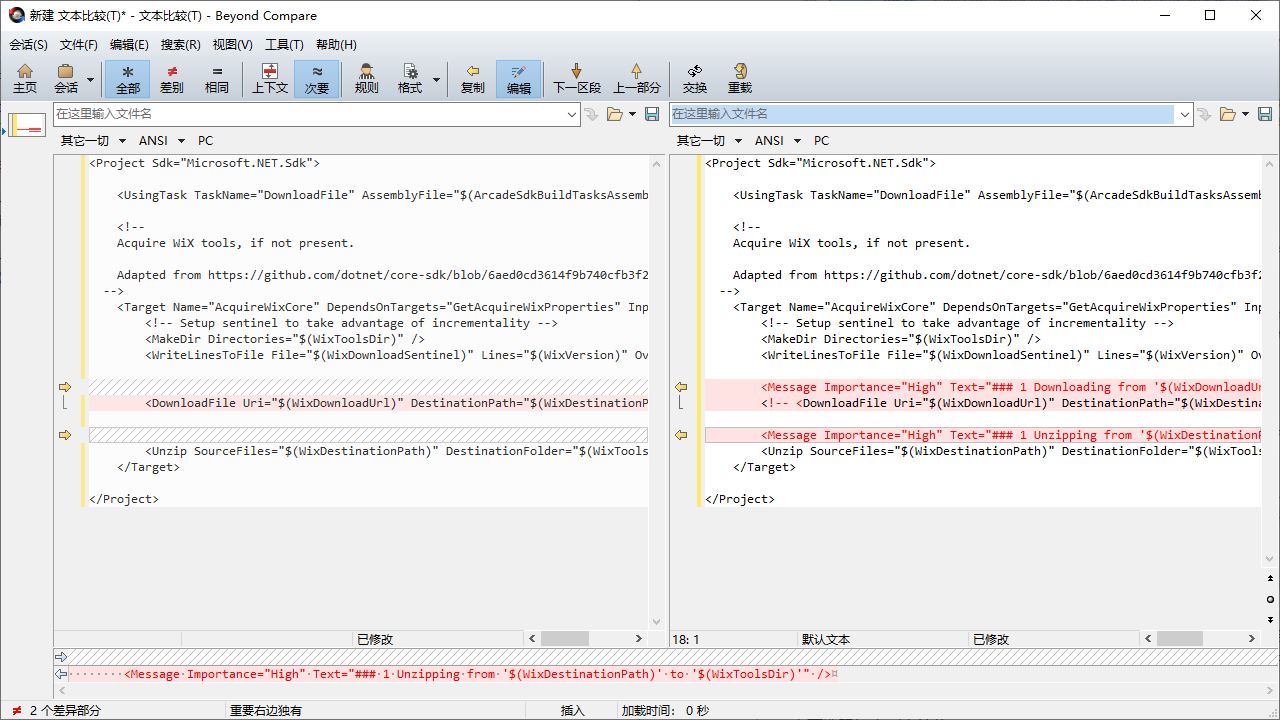 新建 文本比较(T)* - 文本比较(T) - Beyond Compare
会话(S) 文件(F) 编辑(E) 搜索(R) 视图(V) 工具(T) 帮助(H)
主页 会话 全部 差别 相同 上下文 次要 规则 格式 复制 编辑 下一区段 上一部分 交换 重载
在这里输入文件名
其它一切 ANSI PC
<Project Sdk="Microsoft.NET.Sdk">
<UsingTask TaskName="DownloadFile" AssemblyFile="$(ArcadeSdkBuildTasksAssemb
<!--
Acquire WiX tools, if not present.
Adapted from https://github.com/dotnet/core-sdk/blob/6aed0cd3614f9b740cfb3f2
-->
<Target Name="AcquireWixCore" DependsOnTargets="GetAcquireWixProperties" Inp
<!-- Setup sentinel to take advantage of incrementality -->
<MakeDir Directories="$(WixToolsDir)" />
<WriteLinesToFile File="$(WixDownloadSentinel)" Lines="$(WixVersion)" Ov
<DownloadFile Uri="$(WixDownloadUrl)" DestinationPath="$(WixDestinationP
<Unzip SourceFiles="$(WixDestinationPath)" DestinationFolder="$(WixTools
</Target>
</Project>
已修改
在这里输入文件名
其它一切 ANSI PC
<Project Sdk="Microsoft.NET.Sdk">
<UsingTask TaskName="DownloadFile" AssemblyFile="$(ArcadeSdkBuildTasksAssemb
<!--
Acquire WiX tools, if not present.
Adapted from https://github.com/dotnet/core-sdk/blob/6aed0cd3614f9b740cfb3f2
-->
<Target Name="AcquireWixCore" DependsOnTargets="GetAcquireWixProperties" Inp
<!-- Setup sentinel to take advantage of incrementality -->
<MakeDir Directories="$(WixToolsDir)" />
<WriteLinesToFile File="$(WixDownloadSentinel)" Lines="$(WixVersion)" Ov
<Message Importance="High" Text="### 1 Downloading from '$(WixDownloadUr
<!-- <DownloadFile Uri="$(WixDownloadUrl)" DestinationPath="$(WixDestina
<Message Importance="High" Text="### 1 Unzipping from '$(WixDestinationP
<Unzip SourceFiles="$(WixDestinationPath)" DestinationFolder="$(WixTools
</Target>
</Project>
18: 1 默认文本 已修改
<Message·Importance="High"·Text="###·1·Unzipping·from·'$(WixDestinationPath)'·to·'$(WixToolsDir)'"·/>¤
2 个差异部分 重要右边独有 插入 加载时间： 0 秒